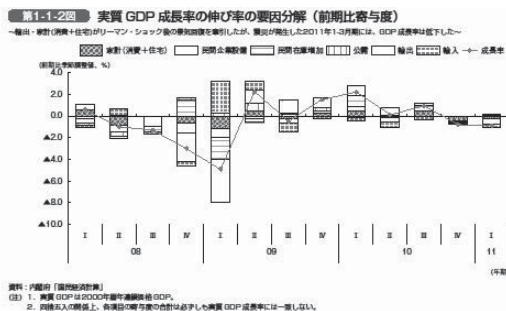 第1-1-2図 実質GDP成長率の伸び率の要因分解（前期比寄与度）
～輸出・家計(消費＋住宅)がリーマン・ショック後の景気回復を牽引したが、震災が発生した2011年1-3月期には、GDP成長率は低下した～
家計(消費＋住宅) 民間企業設備 民間在庫増加 公需 輸出 輸入 成長率
(前期比季節調整値、%)
4.0
2.0
0.0
▲2.0
▲4.0
▲6.0
▲8.0
▲10.0
Ⅰ Ⅱ Ⅲ Ⅳ Ⅰ Ⅱ Ⅲ Ⅳ Ⅰ Ⅱ Ⅲ Ⅳ Ⅰ
08 09 10 11
(年期)
資料：内閣府「国民経済計算」
(注) 1．実質GDPは2000年暦年連鎖価格GDP。
2．四捨五入の関係上、各項目の寄与度の合計は必ずしも実質GDP成長率には一致しない。